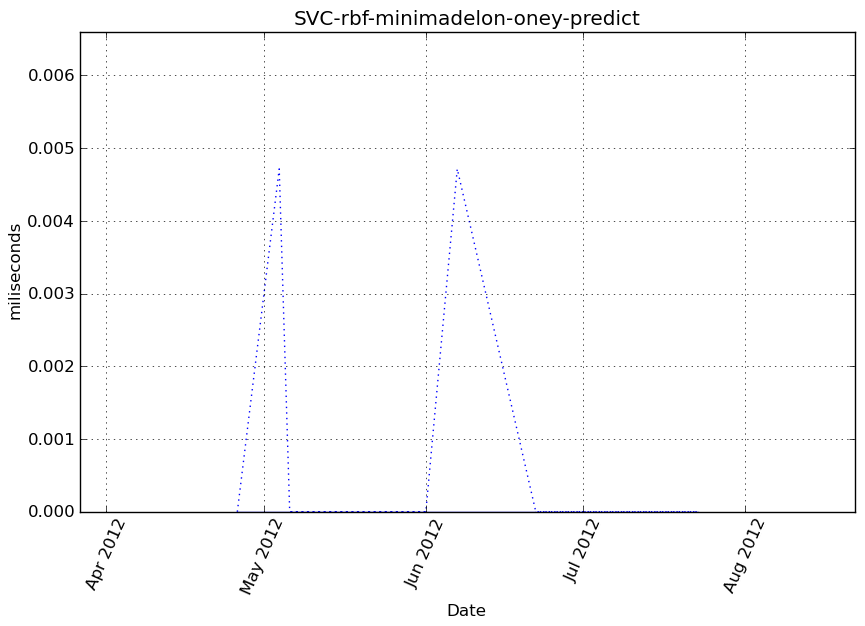 SVC-rbf-minimadelon-oney-predict
0.006
0.005
0.004
0.003
0.002
0.001
0.000
miliseconds
Apr 2012
May 2012
Jun 2012
Jul 2012
Aug 2012
Date